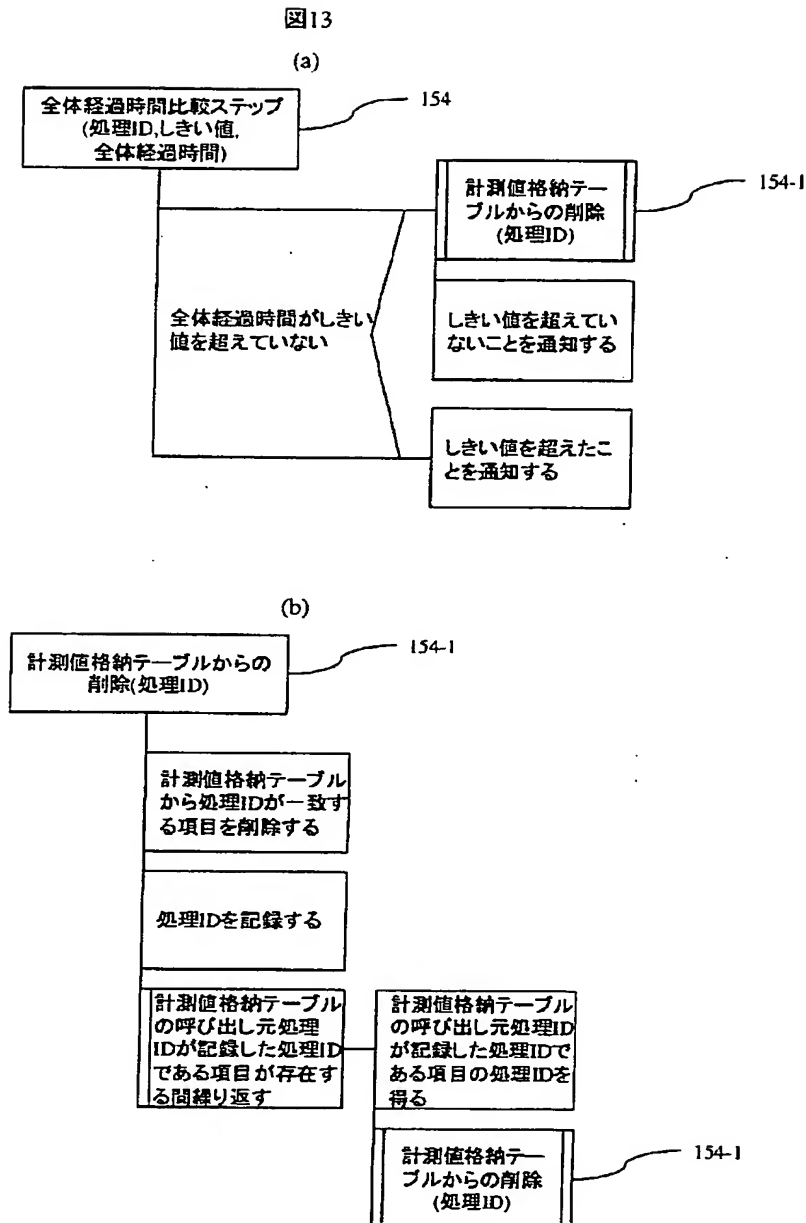 図13
(a)
全体経過時間比較ステップ
(処理ID,しきい値,
全体経過時間)
154
計測値格納テー
ブルからの削除
(処理ID)
154-1
全体経過時間がしきい
値を超えていない
しきい値を超えてい
ないことを通知する
しきい値を超えたこ
とを通知する
(b)
計測値格納テーブルからの
削除(処理ID)
154-1
計測値格納テーブル
から処理IDが一致す
る項目を削除する
処理IDを記録する
計測値格納テーブル
の呼び出し元処理
IDが記録した処理ID
である項目が存在す
る間繰り返す
計測値格納テーブル
の呼び出し元処理ID
が記録した処理IDで
ある項目の処理IDを
得る
計測値格納テー
ブルからの削除
(処理ID)
154-1